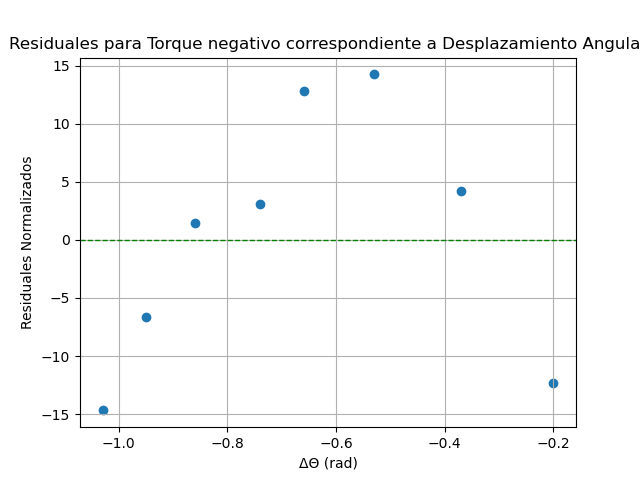 Residuales para Torque negativo correspondiente a Desplazamiento Angula
15
10
5
0
−5
−10
−15
Residuales Normalizados
−1.0 −0.8 −0.6 −0.4 −0.2
ΔΘ (rad)